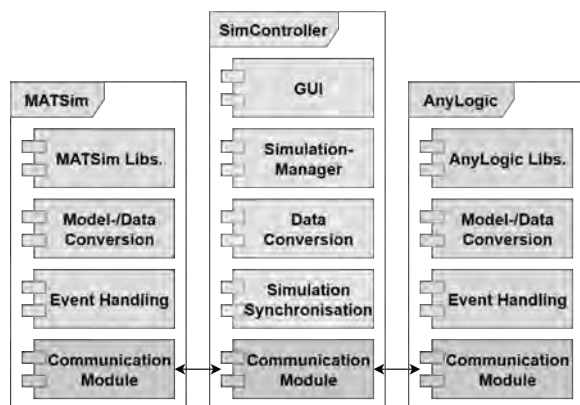 SimController
GUI
Simulation-
Manager
Data
Conversion
Simulation
Synchronisation
Communication
Module
MATSim
MATSim Libs.
Model-/Data
Conversion
Event Handling
Communication
Module
AnyLogic
AnyLogic Libs.
Model-/Data
Conversion
Event Handling
Communication
Module